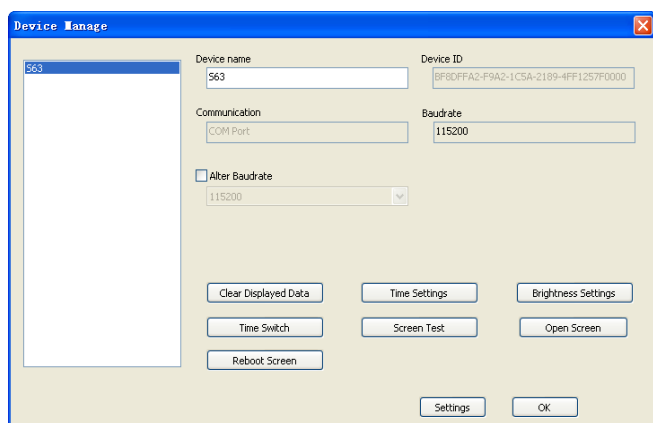 Device Manage
S63
Device name
Device ID
S63
BF8DFFA2-F9A2-1C5A-2189-4FF1257F0000
Communication
Baudrate
COM Port
115200
Alter Baudrate
115200
Clear Displayed Data
Time Settings
Brightness Settings
Time Switch
Screen Test
Open Screen
Reboot Screen
Settings
OK